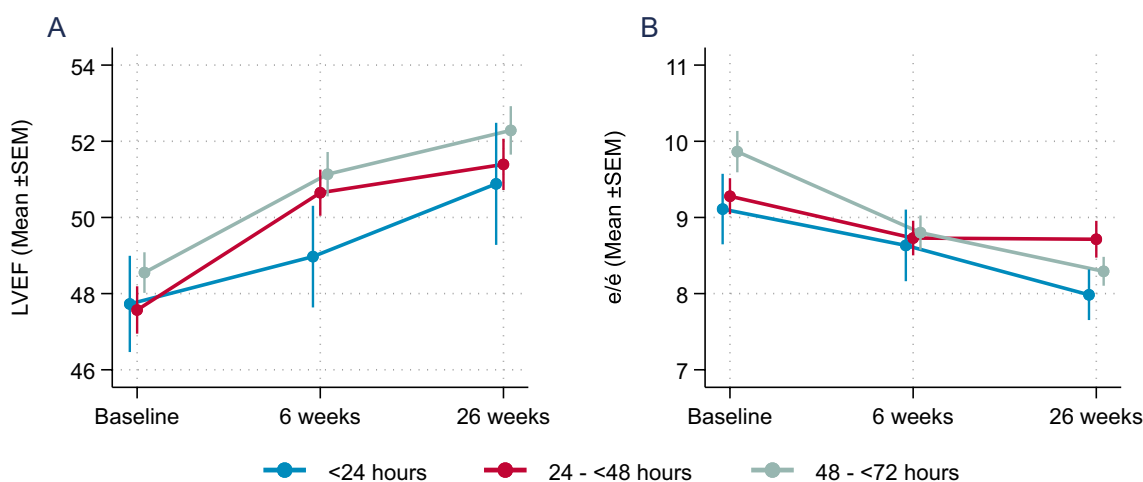 A
LVEF (Mean ±SEM)
54
52
50
48
46
Baseline
6 weeks
26 weeks
B
e/é (Mean ±SEM)
11
10
9
8
7
Baseline
6 weeks
26 weeks
<24 hours
24 - <48 hours
48 - <72 hours